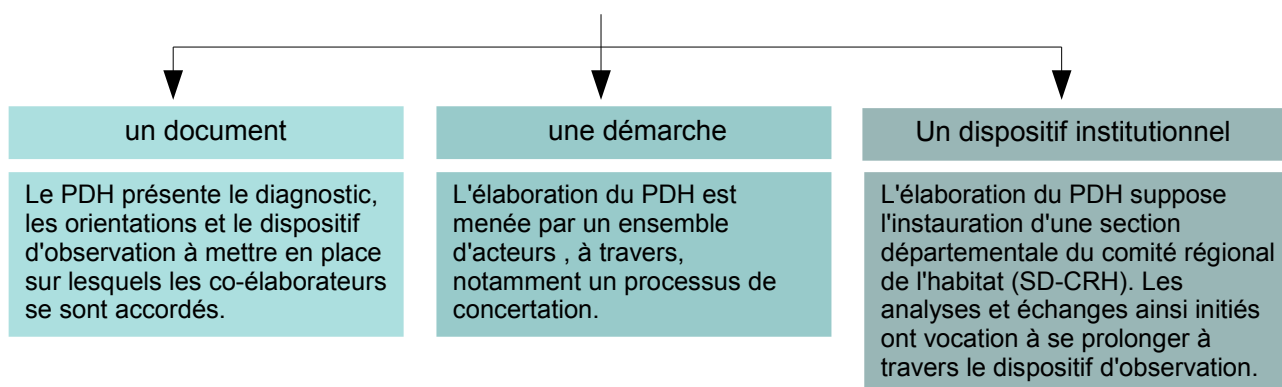 un document
Le PDH présente le diagnostic,
les orientations et le dispositif
d'observation à mettre en place
sur lesquels les co-élaborateurs
se sont accordés.
une démarche
L'élaboration du PDH est
menée par un ensemble
d'acteurs , à travers,
notamment un processus de
concertation.
Un dispositif institutionnel
L'élaboration du PDH suppose
l'instauration d'une section
départementale du comité régional
de l'habitat (SD-CRH). Les
analyses et échanges ainsi initiés
ont vocation à se prolonger à
travers le dispositif d'observation.